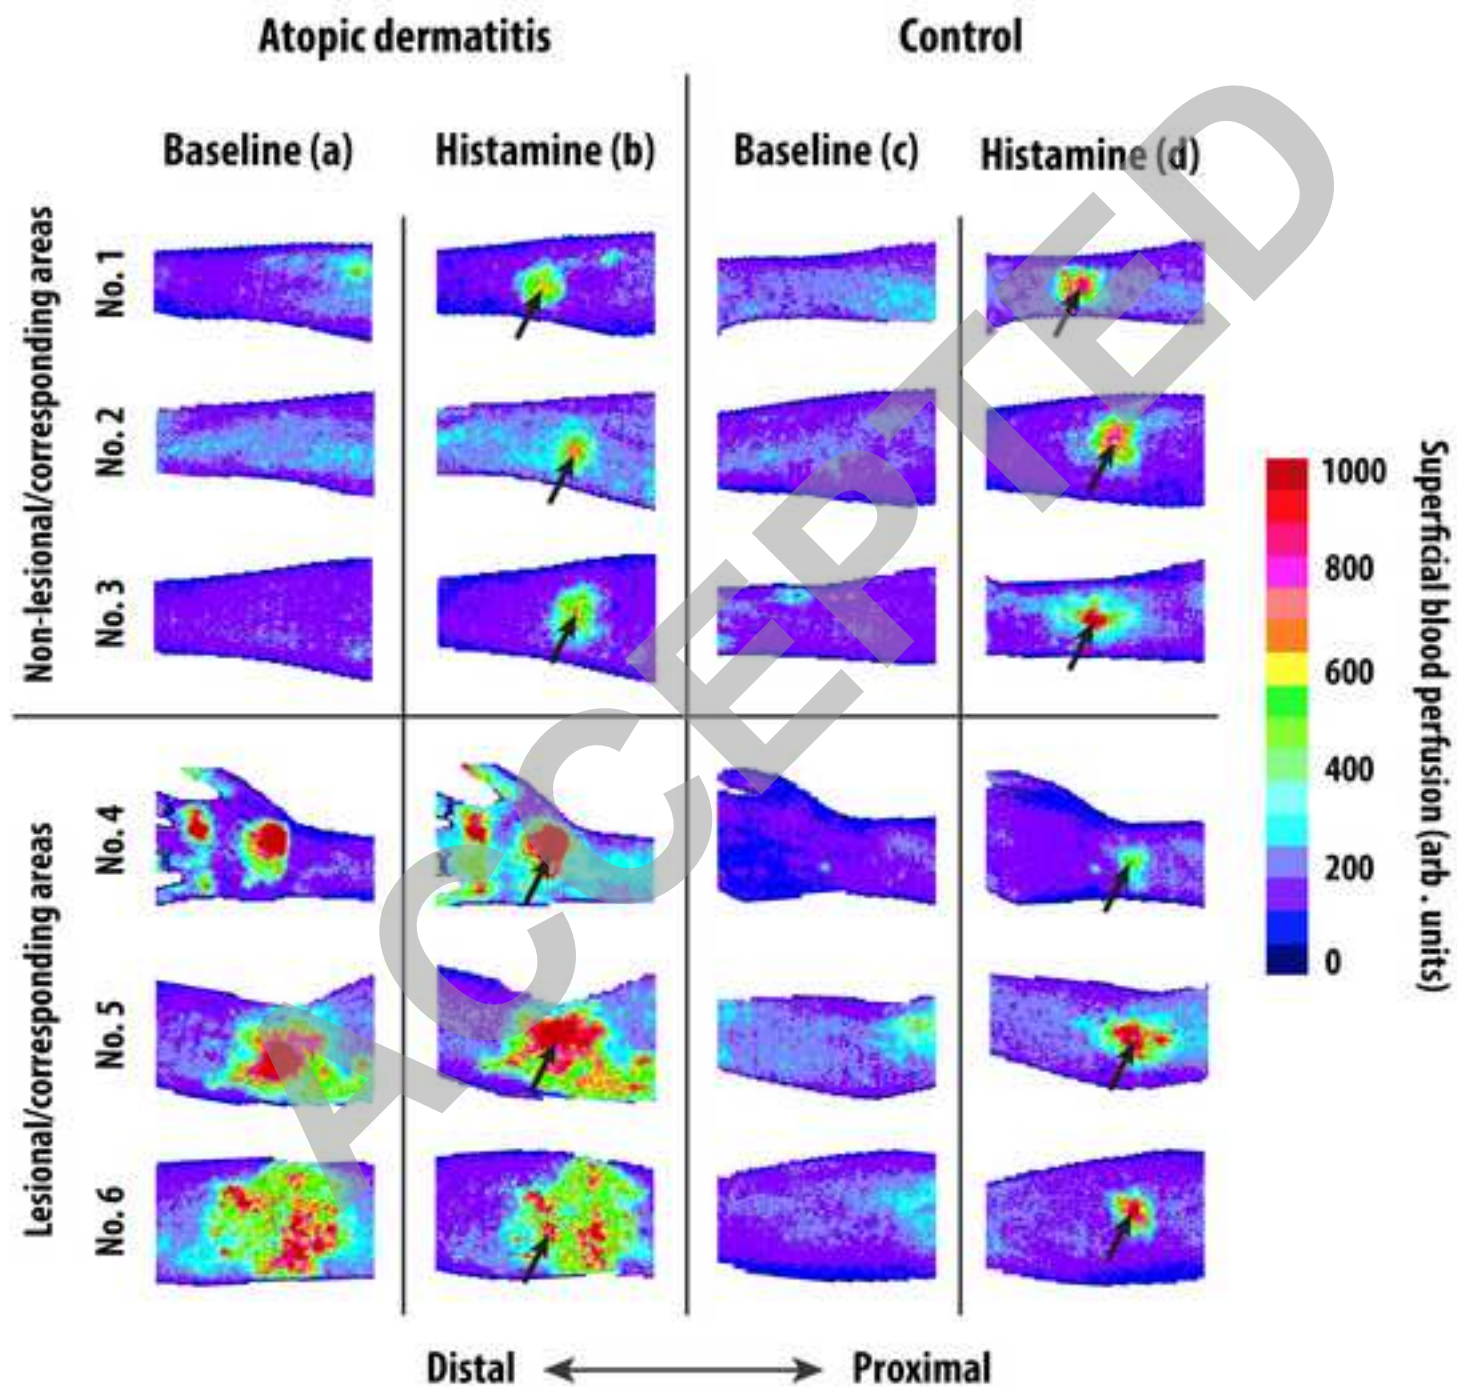 Atopic dermatitis
Control
Baseline (a)
Histamine (b)
Baseline (c)
Histamine (d)
Non-lesional/corresponding areas
No. 1
No. 2
No. 3
Lesional/corresponding areas
No. 4
No. 5
No. 6
1000
800
600
400
200
0
Superficial blood perfusion (arb . units)
Distal
Proximal
ACCEPTED